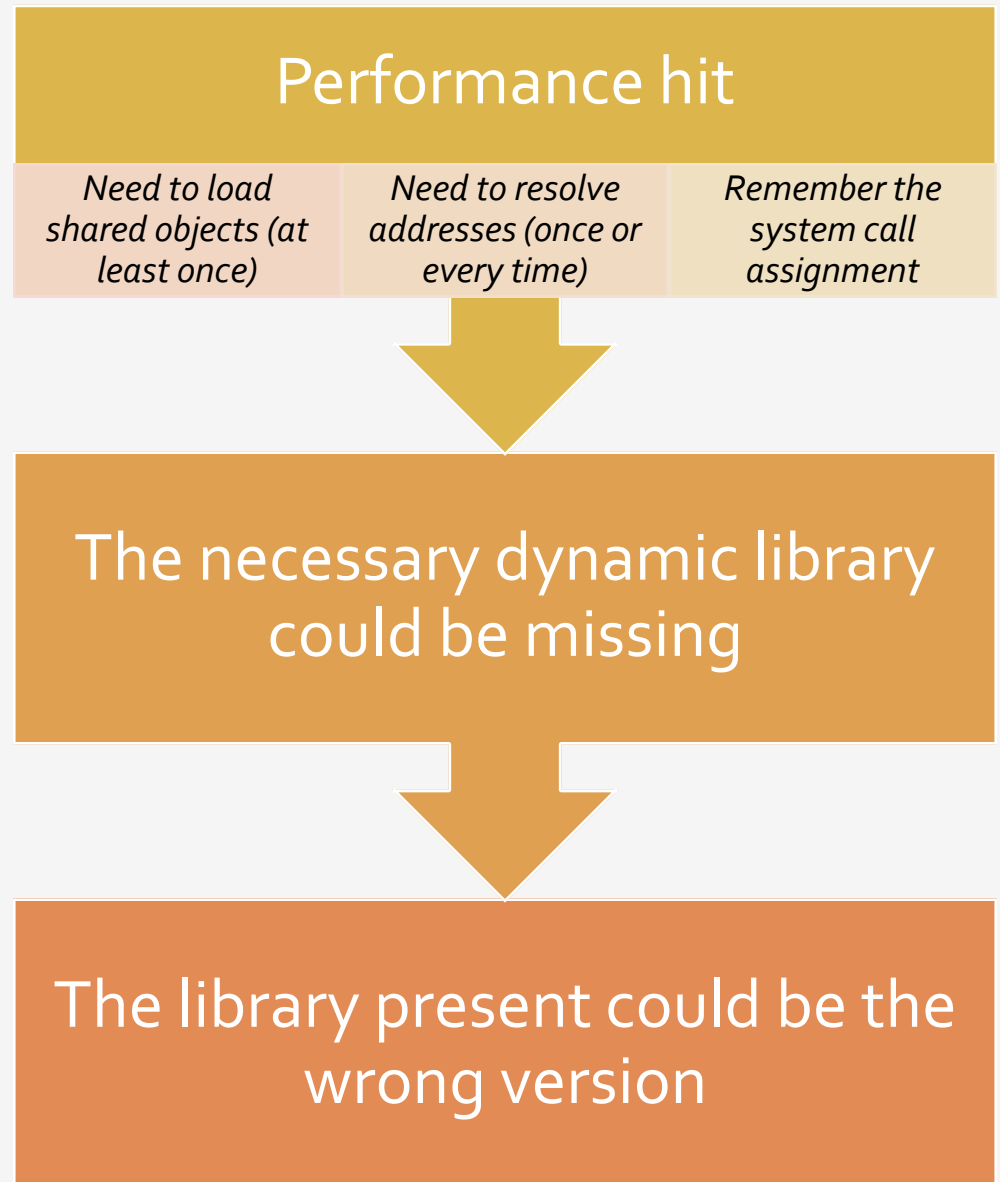 Performance hit
Need to load
shared objects (at
least once)
Need to resolve
addresses (once or
every time)
Remember the
system call
assignment
The necessary dynamic library
could be missing
The library present could be the
wrong version